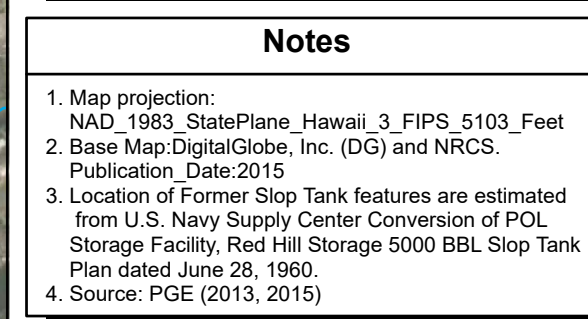 Notes
1. Map projection:
NAD_1983_StatePlane_Hawaii_3_FIPS_5103_Feet
2. Base Map:DigitalGlobe, Inc. (DG) and NRCS.
Publication_Date:2015
3. Location of Former Slop Tank features are estimated
from U.S. Navy Supply Center Conversion of POL
Storage Facility, Red Hill Storage 5000 BBL Slop Tank
Plan dated June 28, 1960.
4. Source: PGE (2013, 2015)